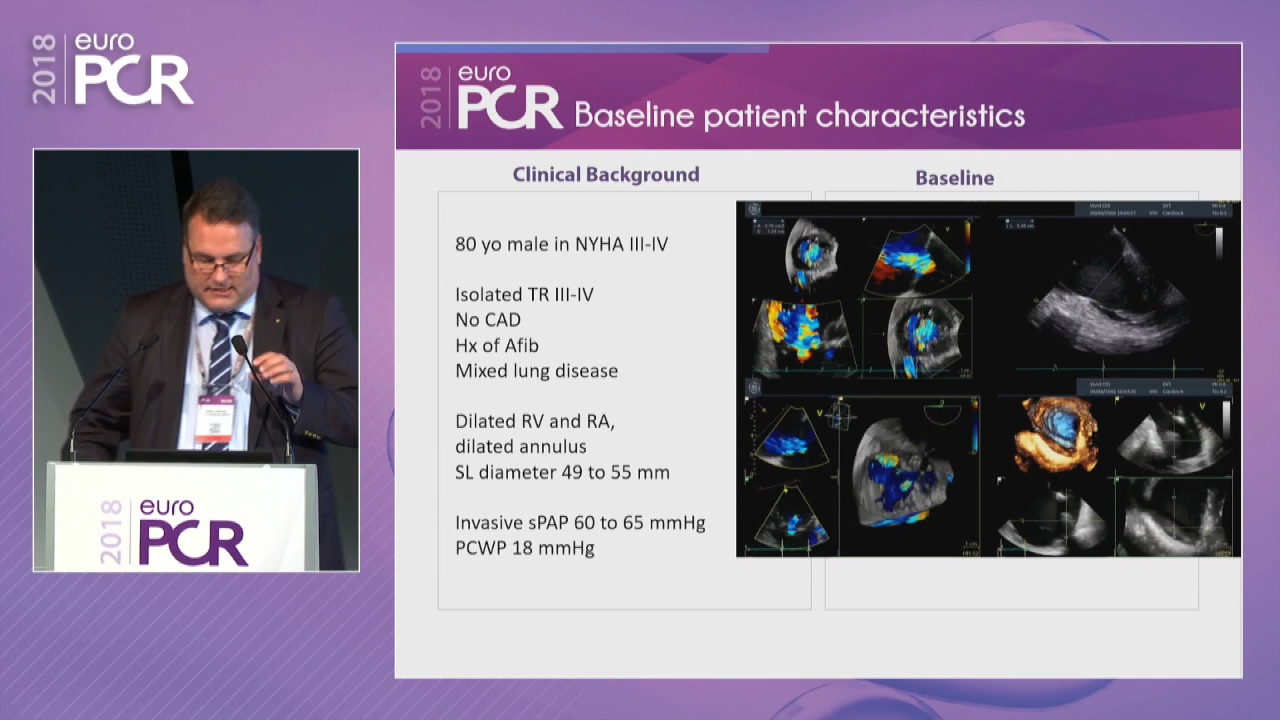 2018
euro
PCR
2018
euro
PCR
Baseline patient characteristics
Clinical Background
Baseline
80 yo male in NYHA III-IV
Isolated TR III-IV
No CAD
Hx of Afib
Mixed lung disease
Dilated RV and RA,
dilated annulus
SL diameter 49 to 55 mm
Invasive sPAP 60 to 65 mmHg
PCWP 18 mmHg
2018
euro
PCR